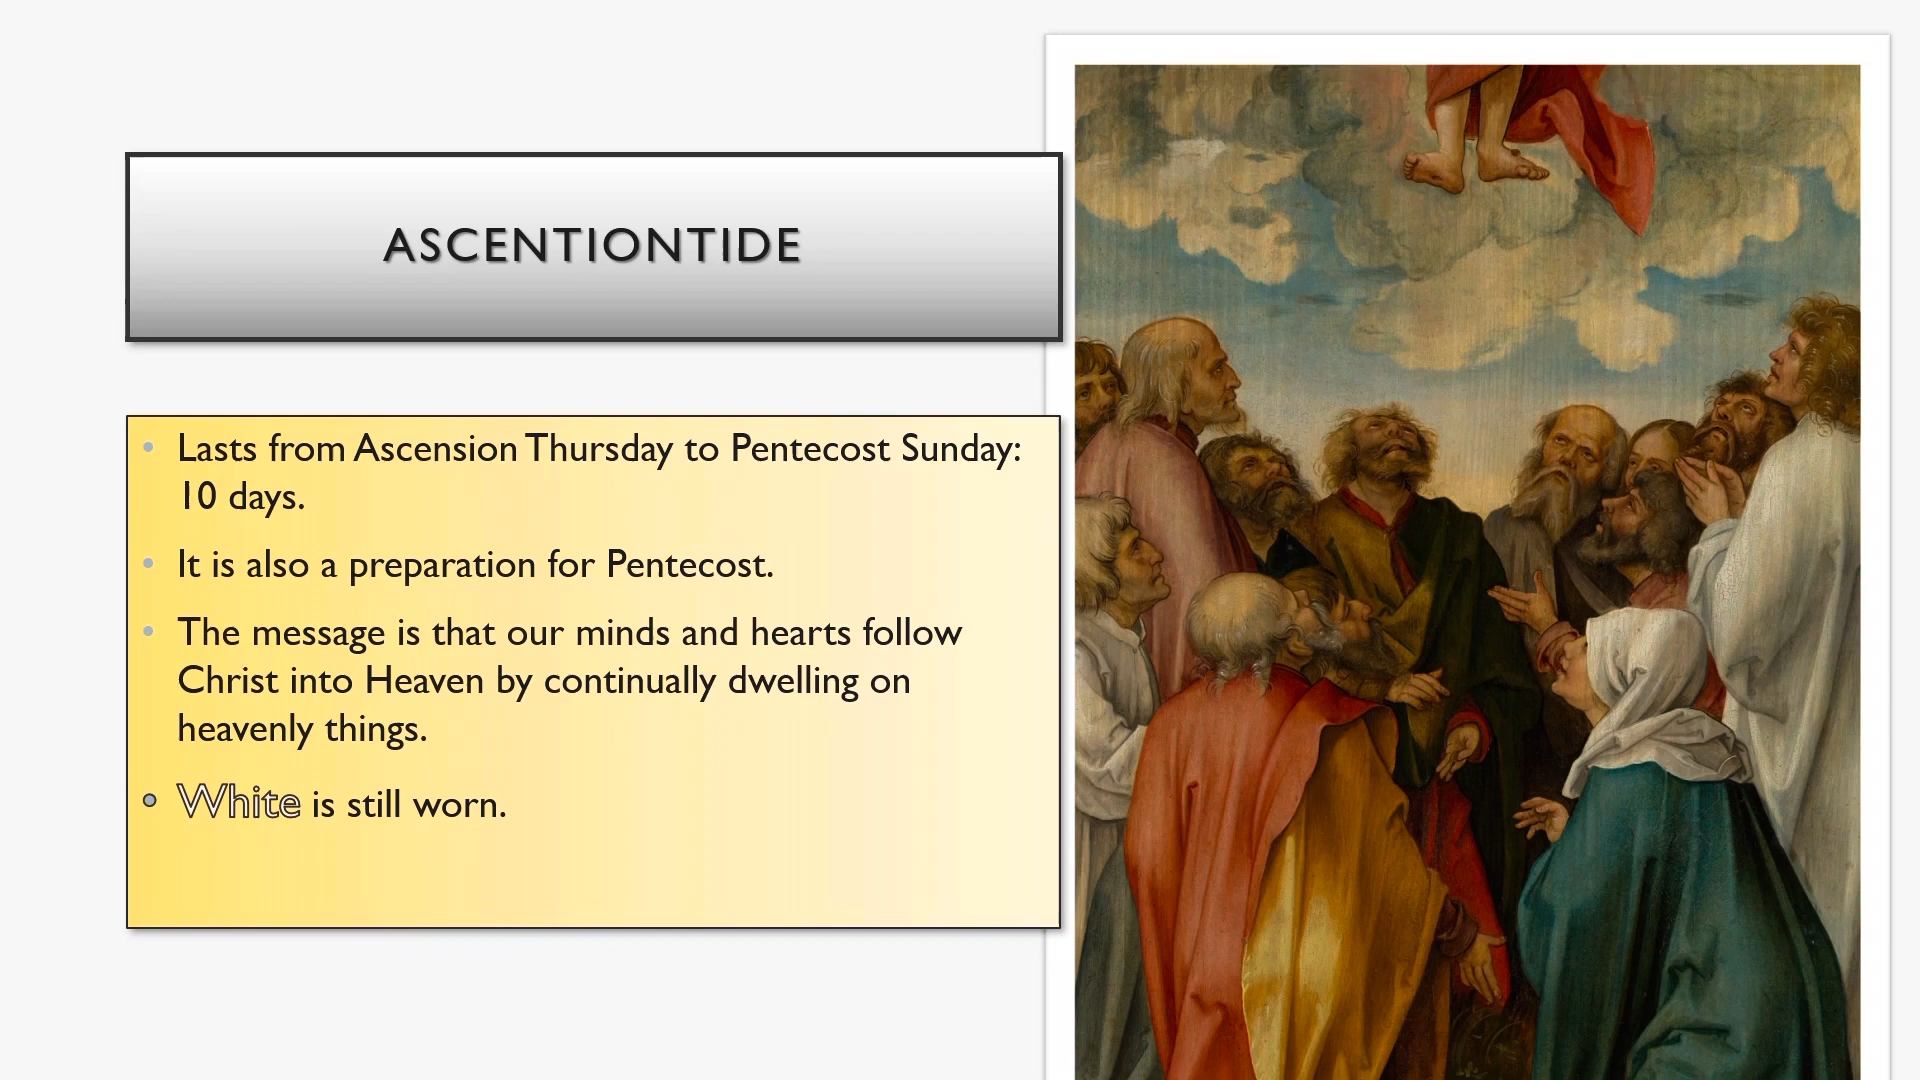 ASCENTIONTIDE
• Lasts from Ascension Thursday to Pentecost Sunday:
10 days.
• It is also a preparation for Pentecost.
• The message is that our minds and hearts follow
Christ into Heaven by continually dwelling on
heavenly things.
• White is still worn.